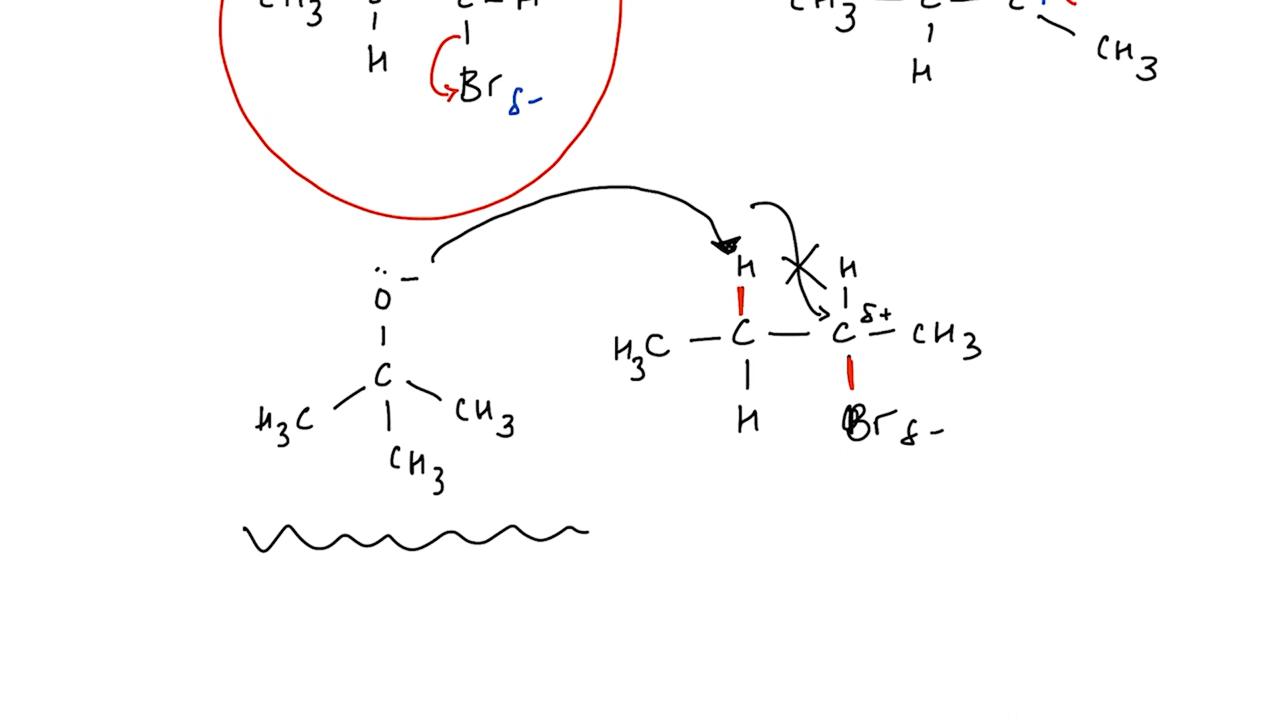 CH3 C C - H CH3 - C - C
H H CH3
Br δ-
H H
Ö -
H3C - C - C δ+ - CH3
C
H3C CH3 H Br δ-
CH3